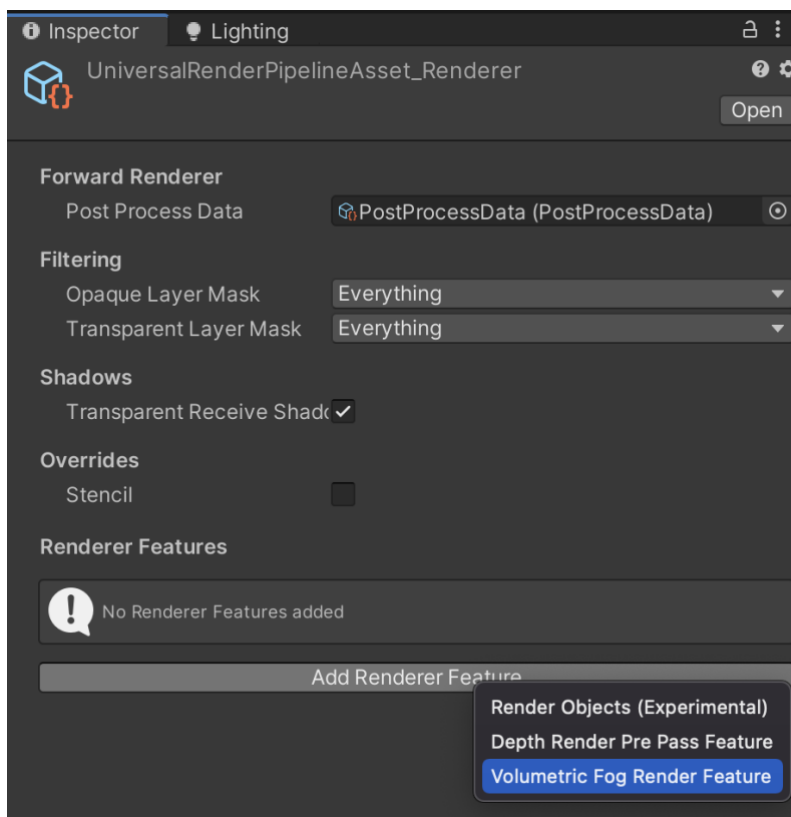 Inspector Lighting
UniversalRenderPipelineAsset_Renderer
Open
Forward Renderer
Post Process Data PostProcessData (PostProcessData)
Filtering
Opaque Layer Mask Everything
Transparent Layer Mask Everything
Shadows
Transparent Receive Shado
Overrides
Stencil
Renderer Features
No Renderer Features added
Add Renderer Feature
Render Objects (Experimental)
Depth Render Pre Pass Feature
Volumetric Fog Render Feature